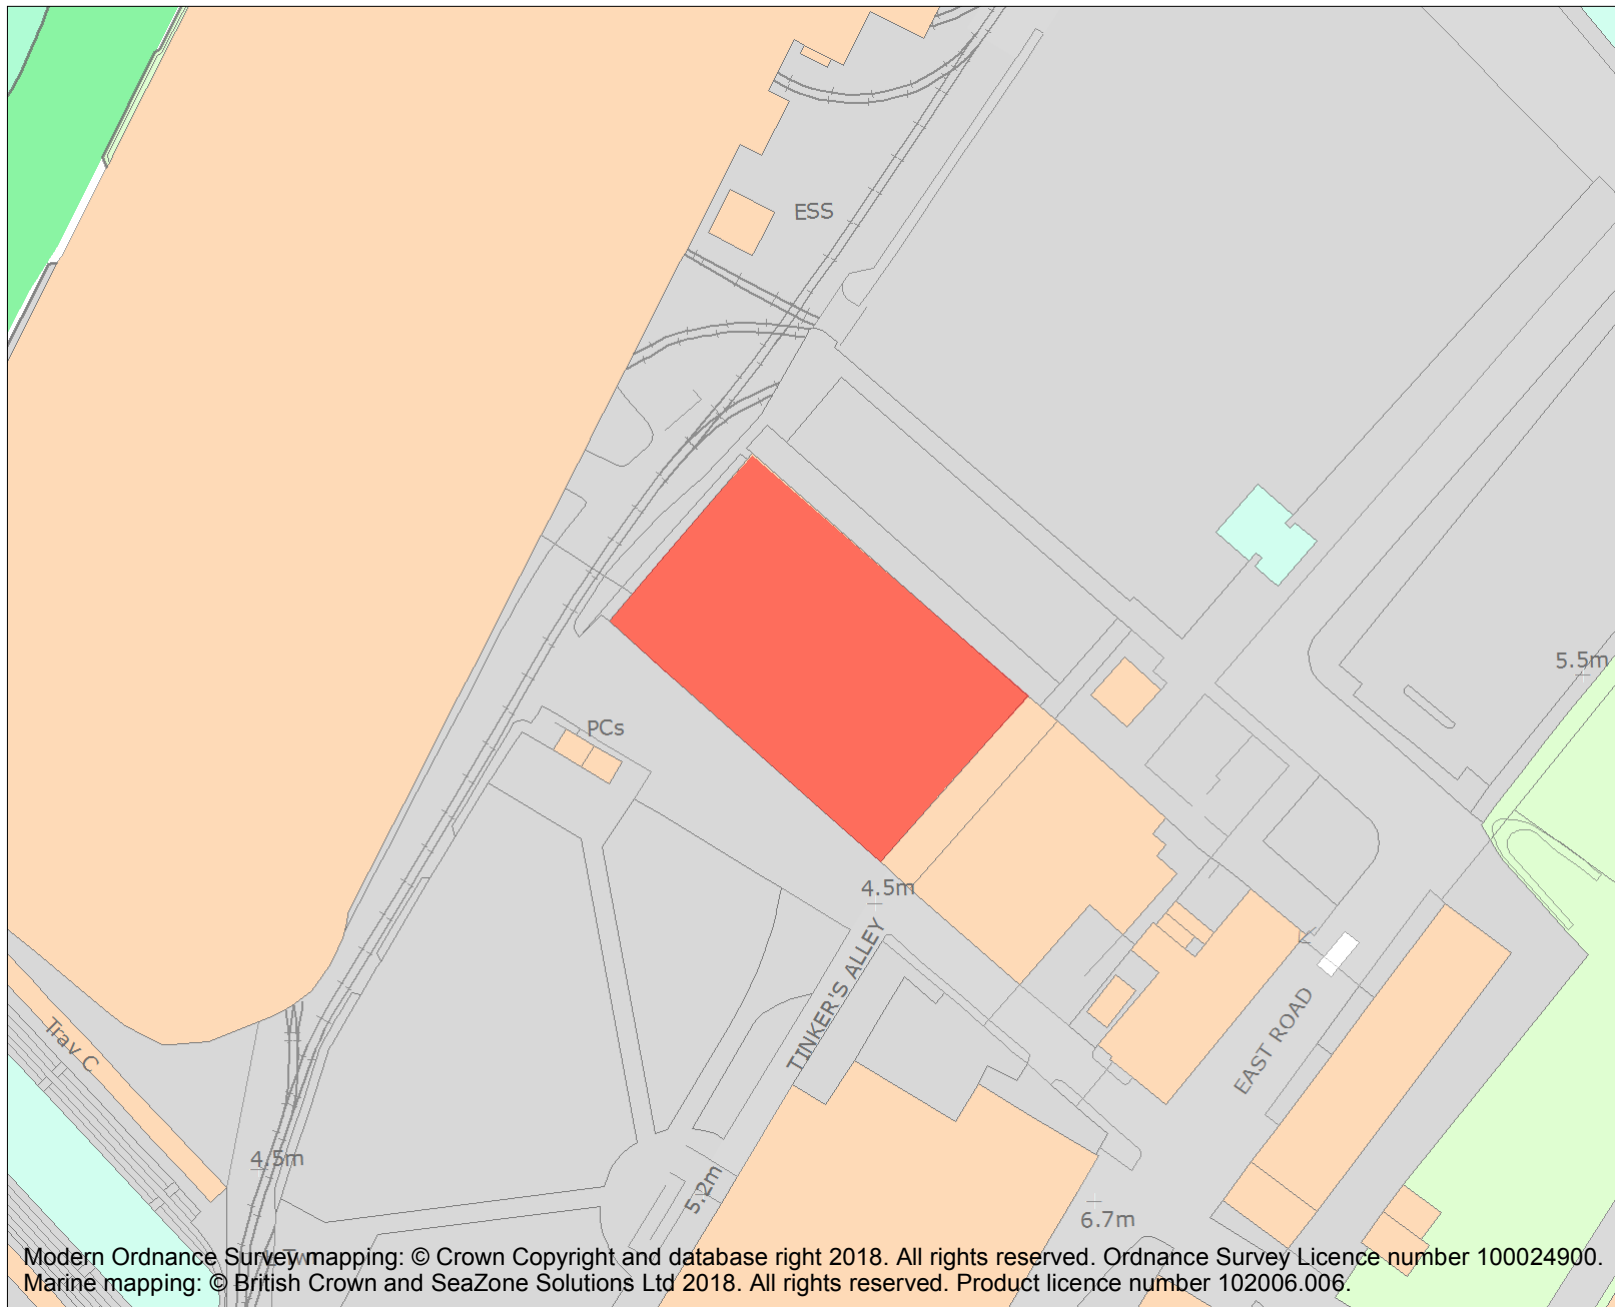 ESS
5.5m
PCs
4.5m
TINKER'S ALLEY
EAST ROAD
Trav C
4.5m
5.2m
6.7m
Tw
Modern Ordnance Survey mapping: © Crown Copyright and database right 2018. All rights reserved. Ordnance Survey Licence number 100024900.
Marine mapping: © British Crown and SeaZone Solutions Ltd 2018. All rights reserved. Product licence number 102006.006.